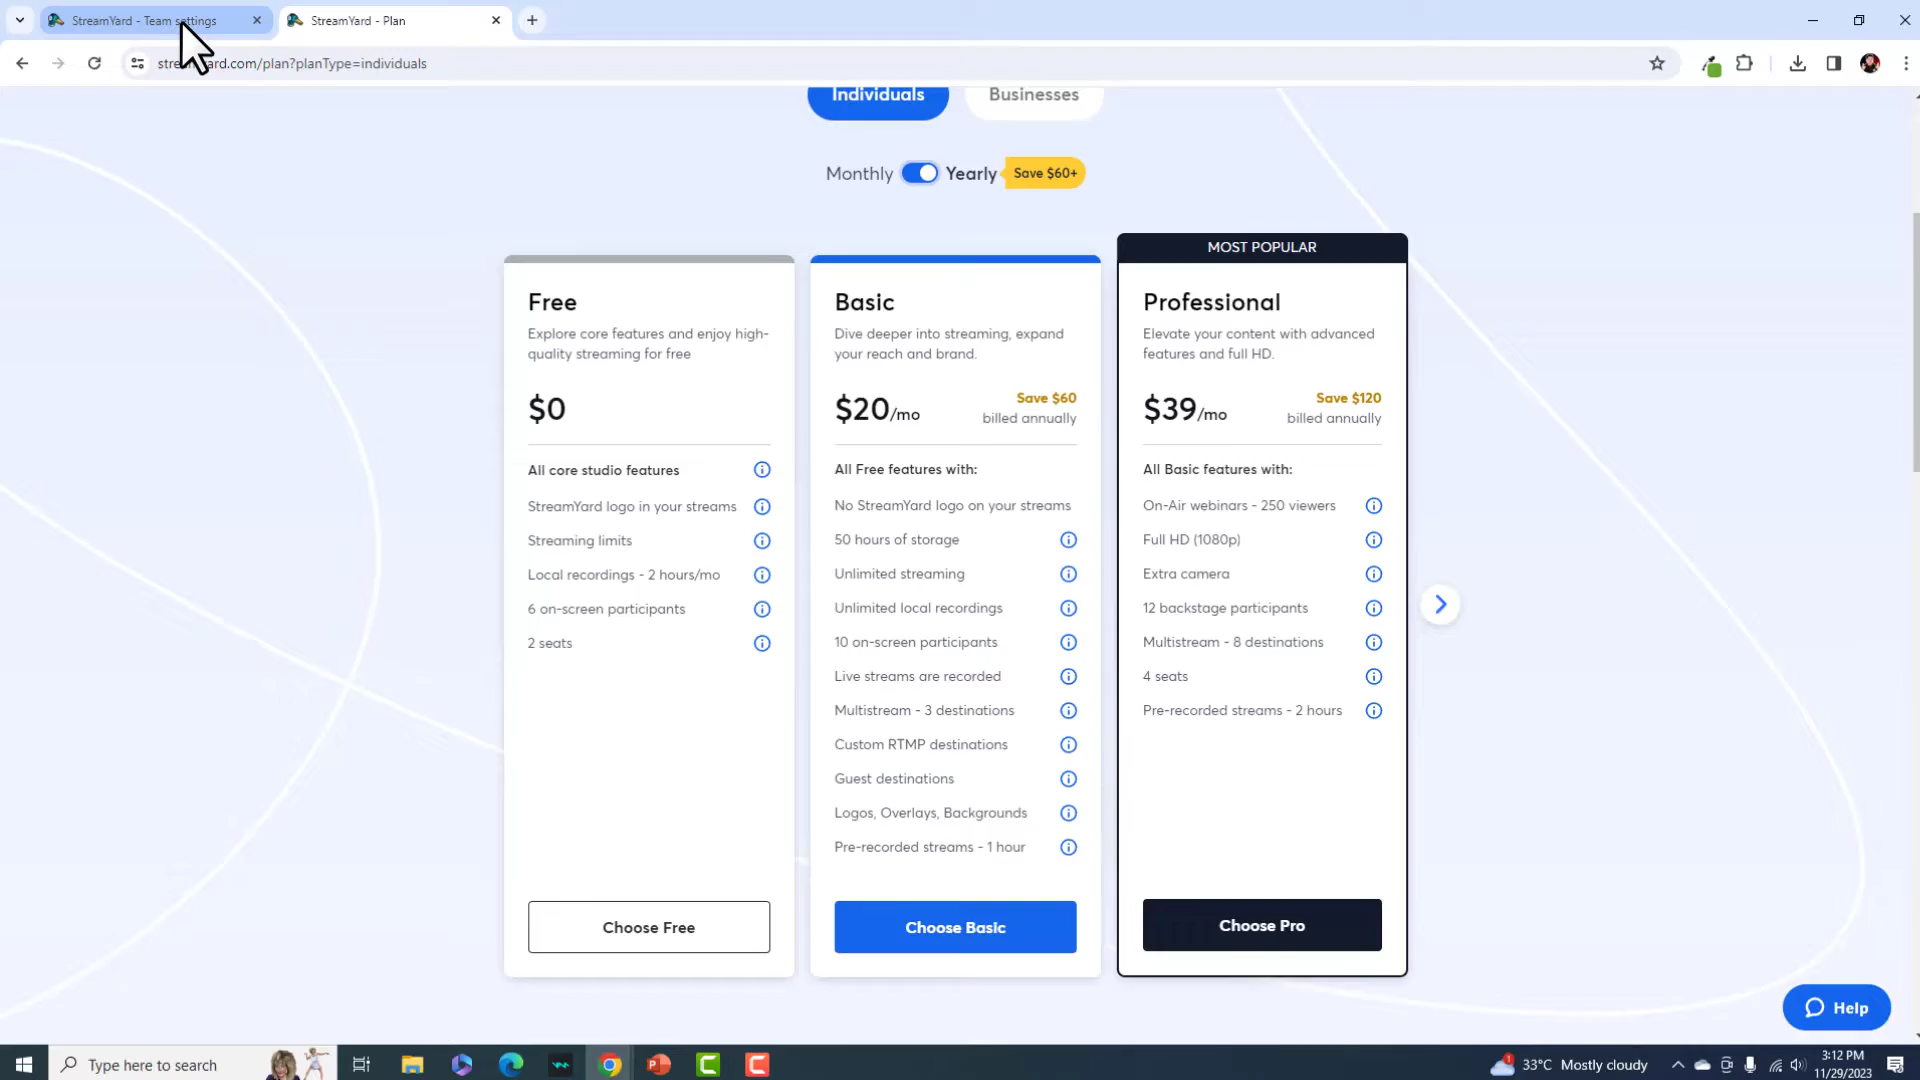 StreamYard - Team settings
StreamYard - Plan
streamyard.com/plan?planType=individuals
Individuals
Businesses
Monthly
Yearly
Save $60+
MOST POPULAR
Free
Explore core features and enjoy high-
quality streaming for free
$0
All core studio features
StreamYard logo in your streams
Streaming limits
Local recordings - 2 hours/mo
6 on-screen participants
2 seats
Choose Free
Basic
Dive deeper into streaming, expand
your reach and brand.
$20/mo
Save $60
billed annually
All Free features with:
No StreamYard logo on your streams
50 hours of storage
Unlimited streaming
Unlimited local recordings
10 on-screen participants
Live streams are recorded
Multistream - 3 destinations
Custom RTMP destinations
Guest destinations
Logos, Overlays, Backgrounds
Pre-recorded streams - 1 hour
Choose Basic
Professional
Elevate your content with advanced
features and full HD.
$39/mo
Save $120
billed annually
All Basic features with:
On-Air webinars - 250 viewers
Full HD (1080p)
Extra camera
12 backstage participants
Multistream - 8 destinations
4 seats
Pre-recorded streams - 2 hours
Choose Pro
Help
Type here to search
1
33°C Mostly cloudy
3:12 PM
11/29/2023